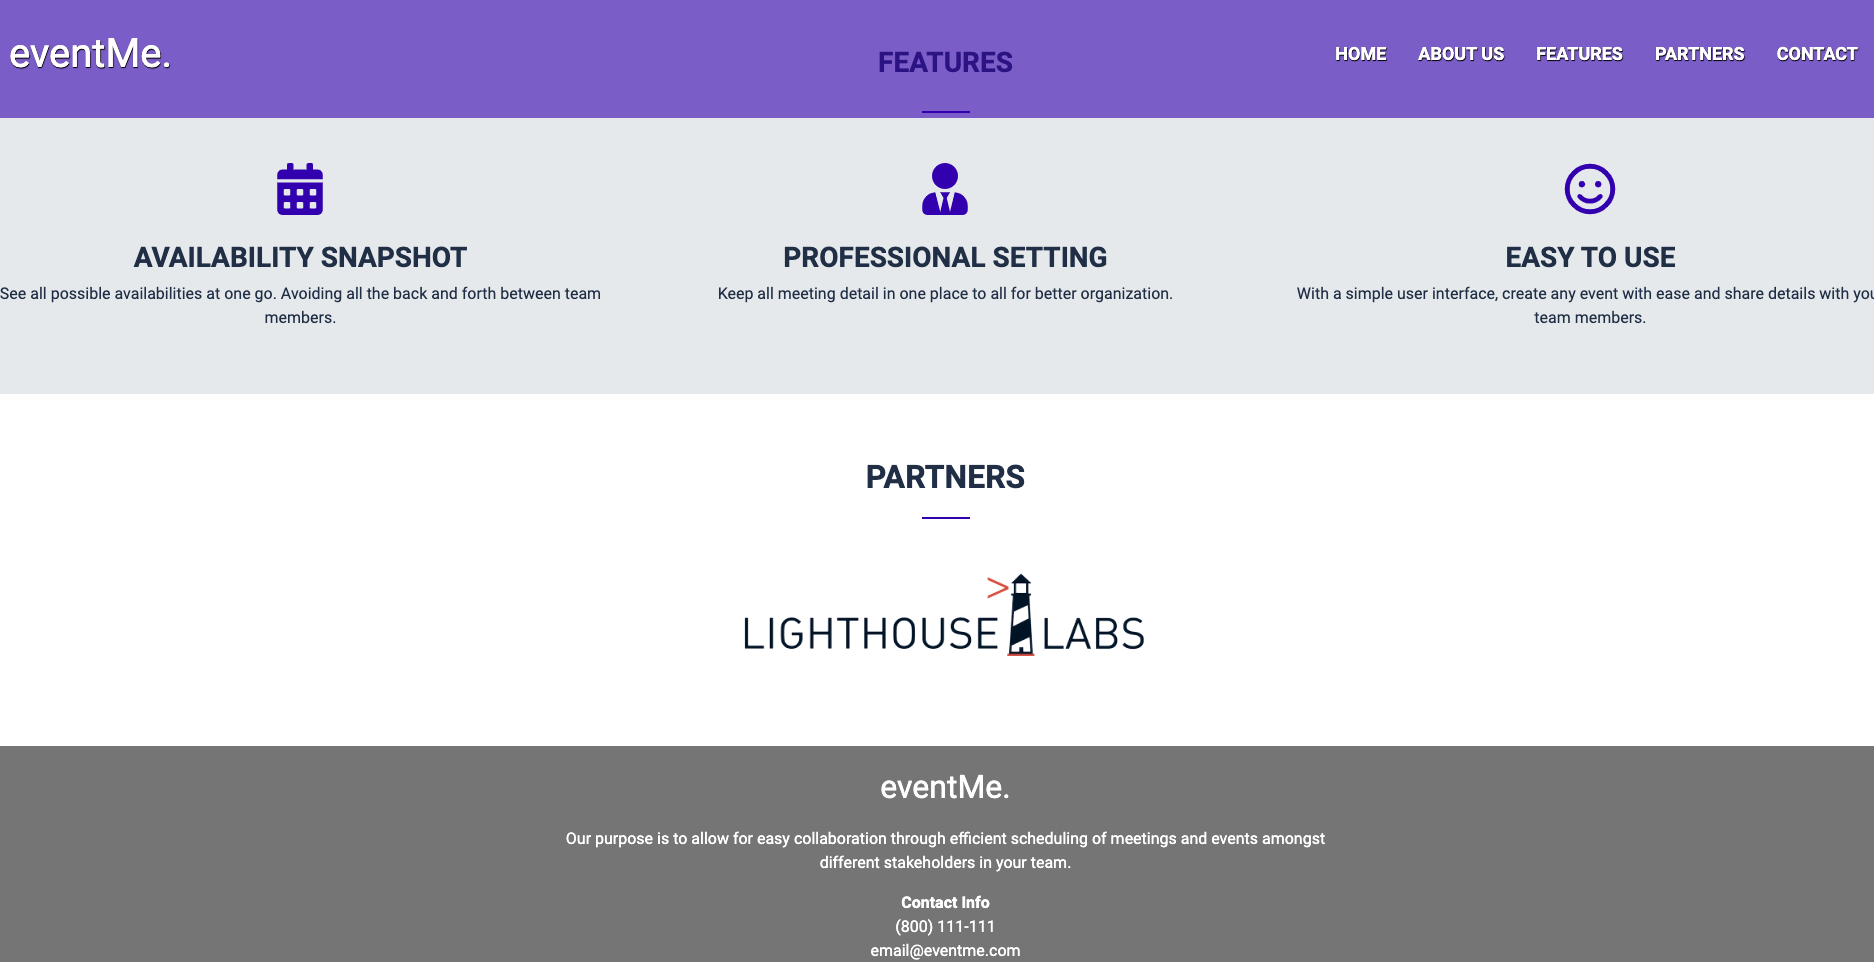 eventMe.
FEATURES
HOME ABOUT US FEATURES PARTNERS CONTACT
AVAILABILITY SNAPSHOT
See all possible availabilities at one go. Avoiding all the back and forth between team
members.
PROFESSIONAL SETTING
Keep all meeting detail in one place to all for better organization.
EASY TO USE
With a simple user interface, create any event with ease and share details with you
team members.
PARTNERS
>
LIGHTHOUSE LABS
eventMe.
Our purpose is to allow for easy collaboration through efficient scheduling of meetings and events amongst
different stakeholders in your team.
Contact Info
(800) 111-111
email@eventme.com